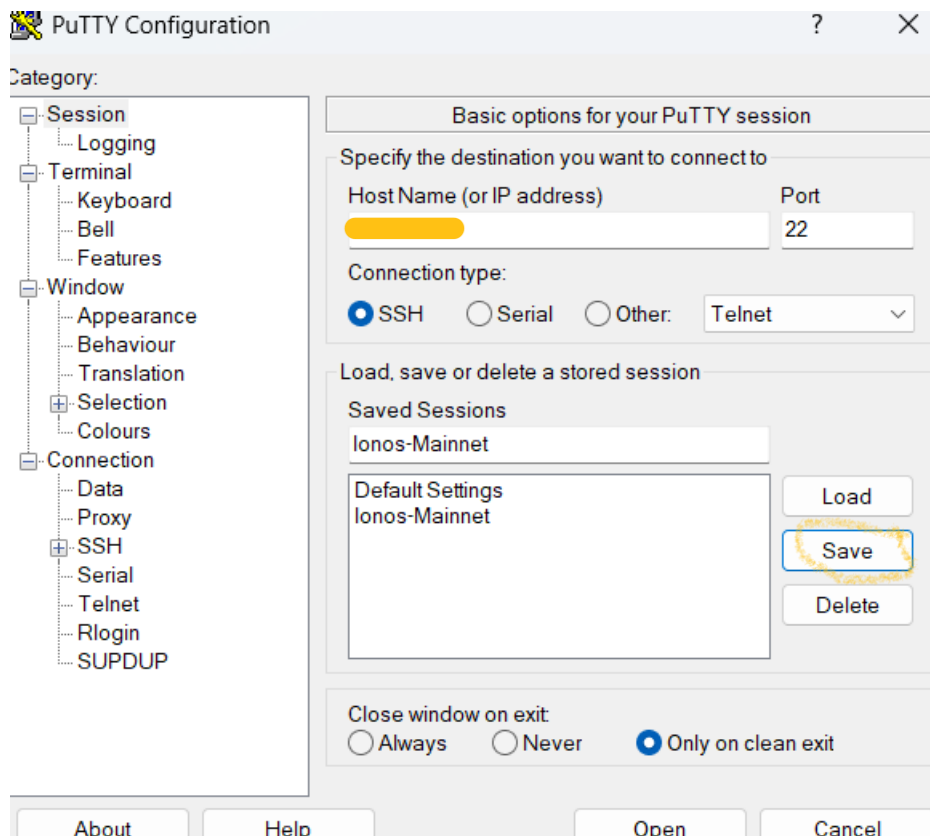 PuTTY Configuration ? ×
Category:
Session
Logging
Terminal
Keyboard
Bell
Features
Window
Appearance
Behaviour
Translation
Selection
Colours
Connection
Data
Proxy
SSH
Serial
Telnet
Rlogin
SUPDUP
Basic options for your PuTTY session
Specify the destination you want to connect to
Host Name (or IP address) Port
22
Connection type:
SSH Serial Other: Telnet
Load, save or delete a stored session
Saved Sessions
Ionos-Mainnet
Default Settings
Ionos-Mainnet
Load
Save
Delete
Close window on exit:
Always Never Only on clean exit
About Help Open Cancel